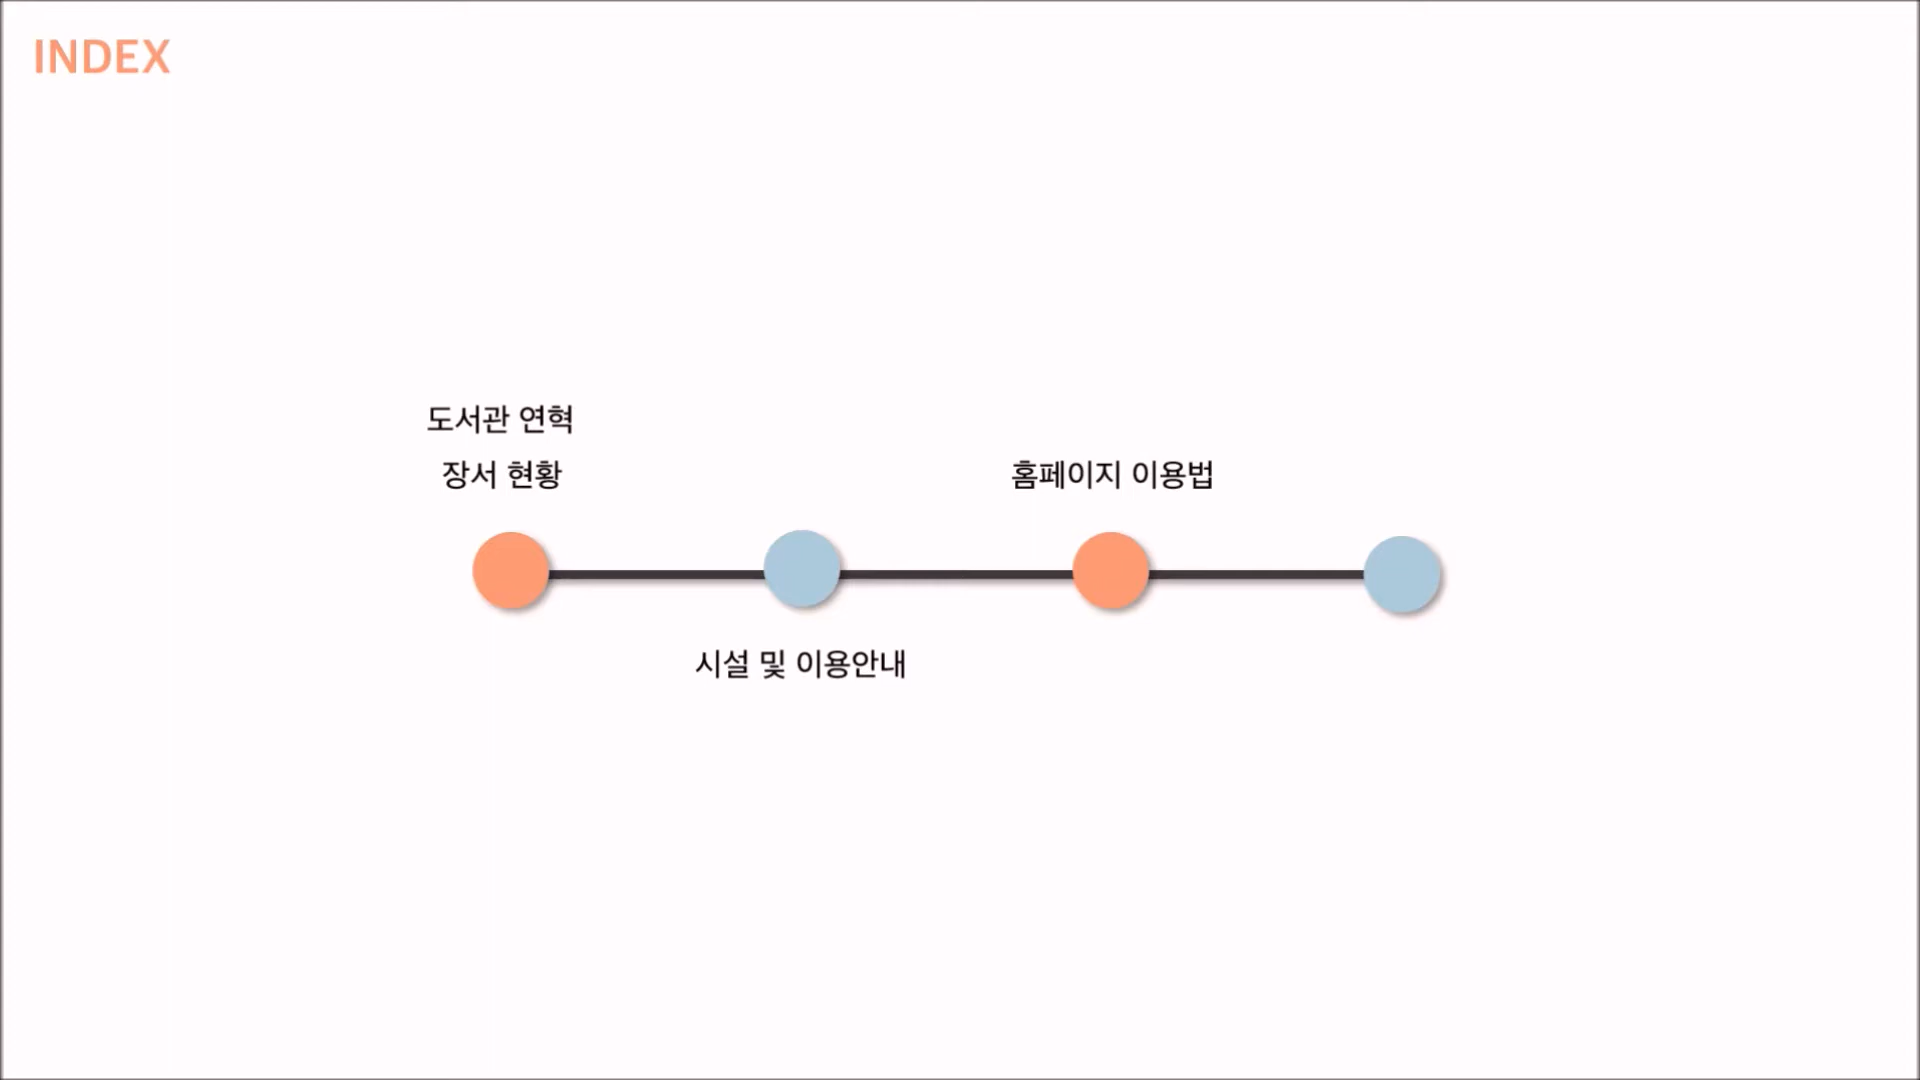 INDEX
도서관 연혁
장서 현황
홈페이지 이용법
시설 및 이용안내